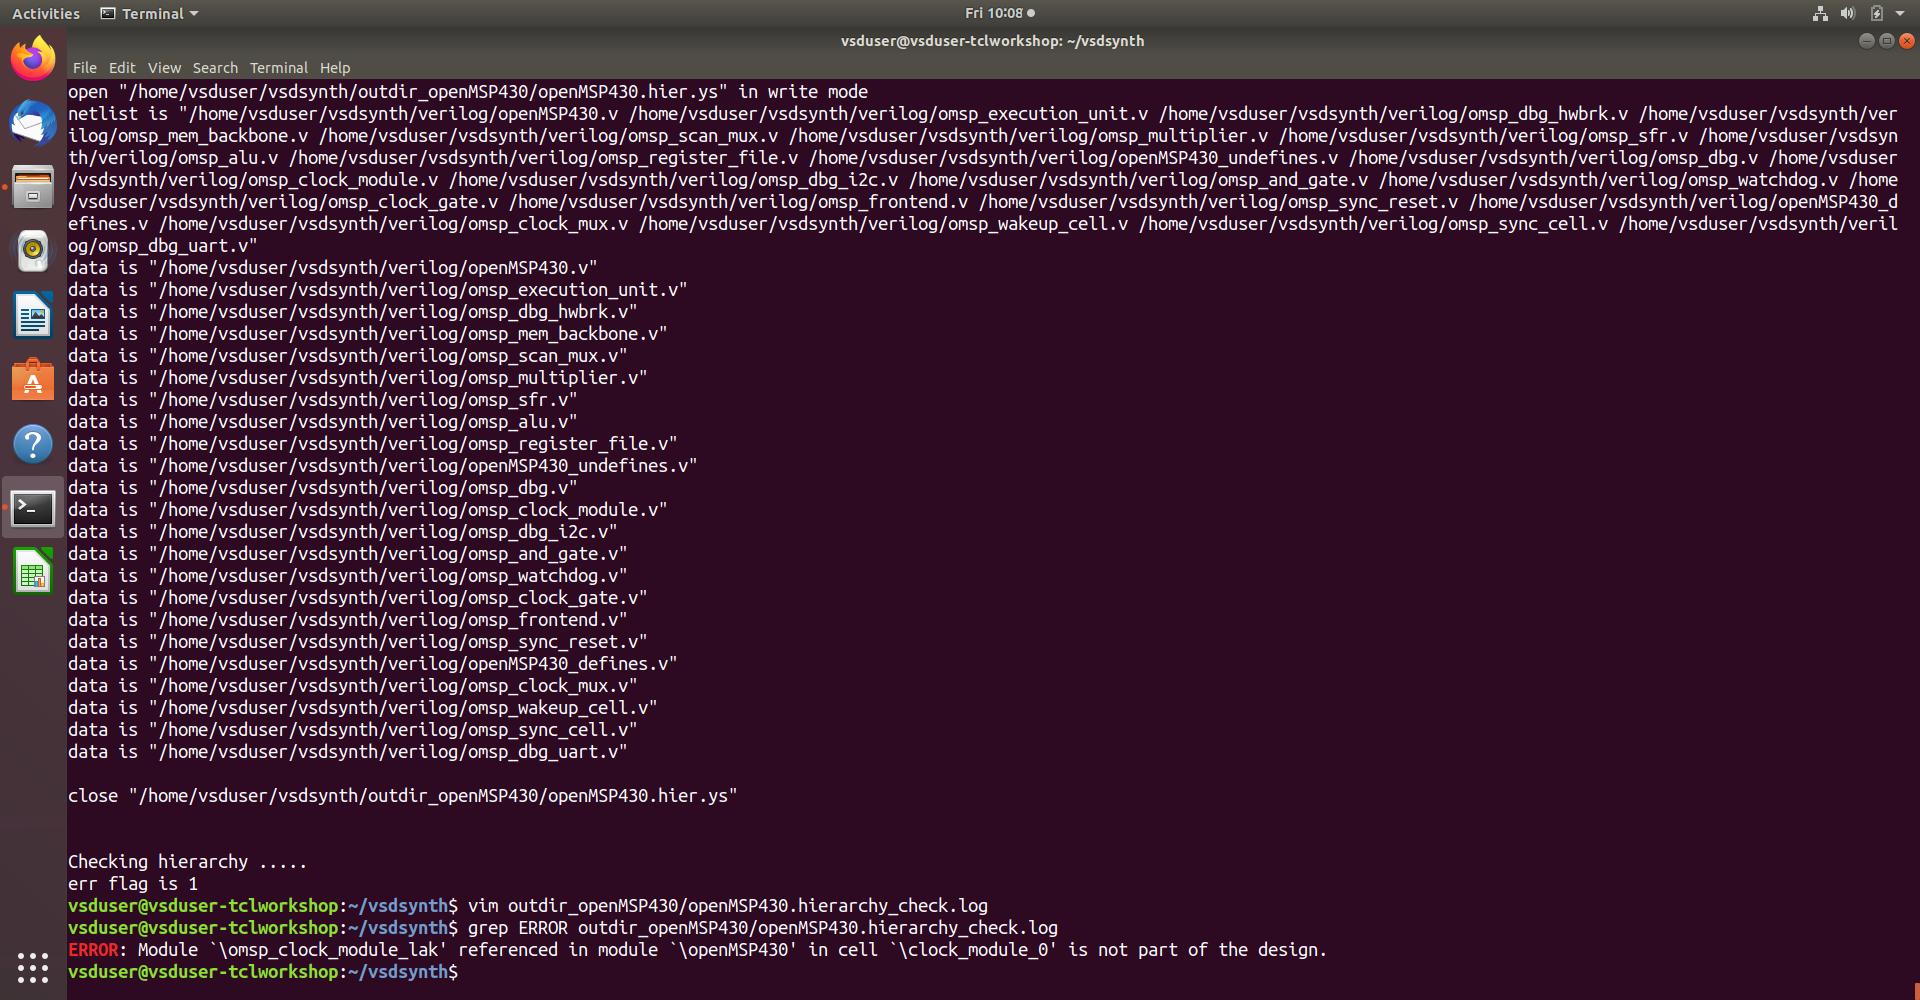 Activities
Terminal
Fri 10:08
vsduser@vsduser-tclworkshop: ~/vsdsynth
File Edit View Search Terminal Help
open "/home/vsduser/vsdsynth/outdir_openMSP430/openMSP430.hier.ys" in write mode
netlist is "/home/vsduser/vsdsynth/verilog/openMSP430.v /home/vsduser/vsdsynth/verilog/omsp_execution_unit.v /home/vsduser/vsdsynth/verilog/omsp_dbg_hwbrk.v /home/vsduser/vsdsynth/ver
ilog/omsp_mem_backbone.v /home/vsduser/vsdsynth/verilog/omsp_scan_mux.v /home/vsduser/vsdsynth/verilog/omsp_multiplier.v /home/vsduser/vsdsynth/verilog/omsp_sfr.v /home/vsduser/vsdsyn
th/verilog/omsp_alu.v /home/vsduser/vsdsynth/verilog/omsp_register_file.v /home/vsduser/vsdsynth/verilog/openMSP430_undefines.v /home/vsduser/vsdsynth/verilog/omsp_dbg.v /home/vsduser
/vsdsynth/verilog/omsp_clock_module.v /home/vsduser/vsdsynth/verilog/omsp_dbg_i2c.v /home/vsduser/vsdsynth/verilog/omsp_and_gate.v /home/vsduser/vsdsynth/verilog/omsp_watchdog.v /home
/vsduser/vsdsynth/verilog/omsp_clock_gate.v /home/vsduser/vsdsynth/verilog/omsp_frontend.v /home/vsduser/vsdsynth/verilog/omsp_sync_reset.v /home/vsduser/vsdsynth/verilog/openMSP430_d
efines.v /home/vsduser/vsdsynth/verilog/omsp_clock_mux.v /home/vsduser/vsdsynth/verilog/omsp_wakeup_cell.v /home/vsduser/vsdsynth/verilog/omsp_sync_cell.v /home/vsduser/vsdsynth/veril
og/omsp_dbg_uart.v"
data is "/home/vsduser/vsdsynth/verilog/openMSP430.v"
data is "/home/vsduser/vsdsynth/verilog/omsp_execution_unit.v"
data is "/home/vsduser/vsdsynth/verilog/omsp_dbg_hwbrk.v"
data is "/home/vsduser/vsdsynth/verilog/omsp_mem_backbone.v"
data is "/home/vsduser/vsdsynth/verilog/omsp_scan_mux.v"
data is "/home/vsduser/vsdsynth/verilog/omsp_multiplier.v"
data is "/home/vsduser/vsdsynth/verilog/omsp_sfr.v"
data is "/home/vsduser/vsdsynth/verilog/omsp_alu.v"
data is "/home/vsduser/vsdsynth/verilog/omsp_register_file.v"
data is "/home/vsduser/vsdsynth/verilog/openMSP430_undefines.v"
data is "/home/vsduser/vsdsynth/verilog/omsp_dbg.v"
data is "/home/vsduser/vsdsynth/verilog/omsp_clock_module.v"
data is "/home/vsduser/vsdsynth/verilog/omsp_dbg_i2c.v"
data is "/home/vsduser/vsdsynth/verilog/omsp_and_gate.v"
data is "/home/vsduser/vsdsynth/verilog/omsp_watchdog.v"
data is "/home/vsduser/vsdsynth/verilog/omsp_clock_gate.v"
data is "/home/vsduser/vsdsynth/verilog/omsp_frontend.v"
data is "/home/vsduser/vsdsynth/verilog/omsp_sync_reset.v"
data is "/home/vsduser/vsdsynth/verilog/openMSP430_defines.v"
data is "/home/vsduser/vsdsynth/verilog/omsp_clock_mux.v"
data is "/home/vsduser/vsdsynth/verilog/omsp_wakeup_cell.v"
data is "/home/vsduser/vsdsynth/verilog/omsp_sync_cell.v"
data is "/home/vsduser/vsdsynth/verilog/omsp_dbg_uart.v"
close "/home/vsduser/vsdsynth/outdir_openMSP430/openMSP430.hier.ys"
Checking hierarchy .....
err flag is 1
vsduser@vsduser-tclworkshop:~/vsdsynth$ vim outdir_openMSP430/openMSP430.hierarchy_check.log
vsduser@vsduser-tclworkshop:~/vsdsynth$ grep ERROR outdir_openMSP430/openMSP430.hierarchy_check.log
ERROR: Module `\omsp_clock_module_lak' referenced in module `\openMSP430' in cell `\clock_module_0' is not part of the design.
vsduser@vsduser-tclworkshop:~/vsdsynth$